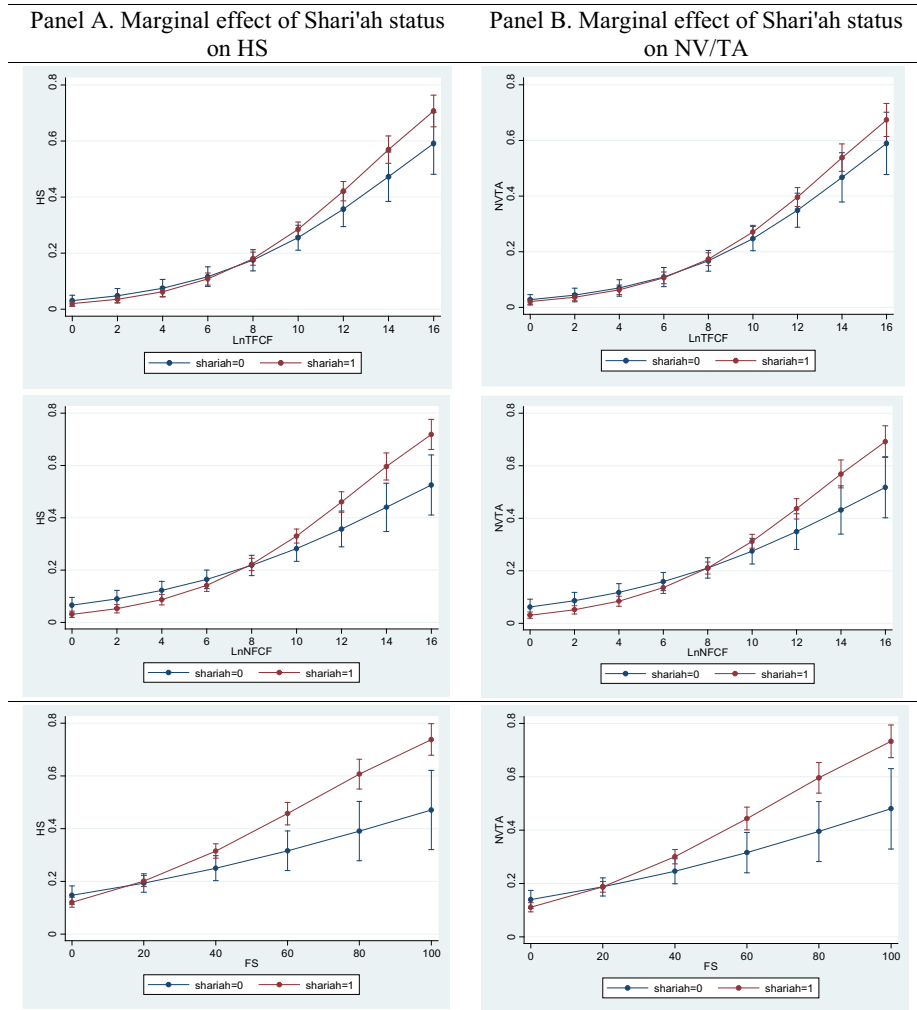 Panel A. Marginal effect of Shari'ah status
on HS
Panel B. Marginal effect of Shari'ah status
on NV/TA
0.8
0.6
0.4
0.2
0
HS
0 2 4 6 8 10 12 14 16
LnTFCF
shariah=0 shariah=1
0.8
0.6
0.4
0.2
0
NVTA
0 2 4 6 8 10 12 14 16
LnTFCF
shariah=0 shariah=1
0.8
0.6
0.4
0.2
0
HS
0 2 4 6 8 10 12 14 16
LnNFCF
shariah=0 shariah=1
0.8
0.6
0.4
0.2
0
NVTA
0 2 4 6 8 10 12 14 16
LnNFCF
shariah=0 shariah=1
0.8
0.6
0.4
0.2
0
HS
0 20 40 60 80 100
FS
shariah=0 shariah=1
0.8
0.6
0.4
0.2
0
NVTA
0 20 40 60 80 100
FS
shariah=0 shariah=1